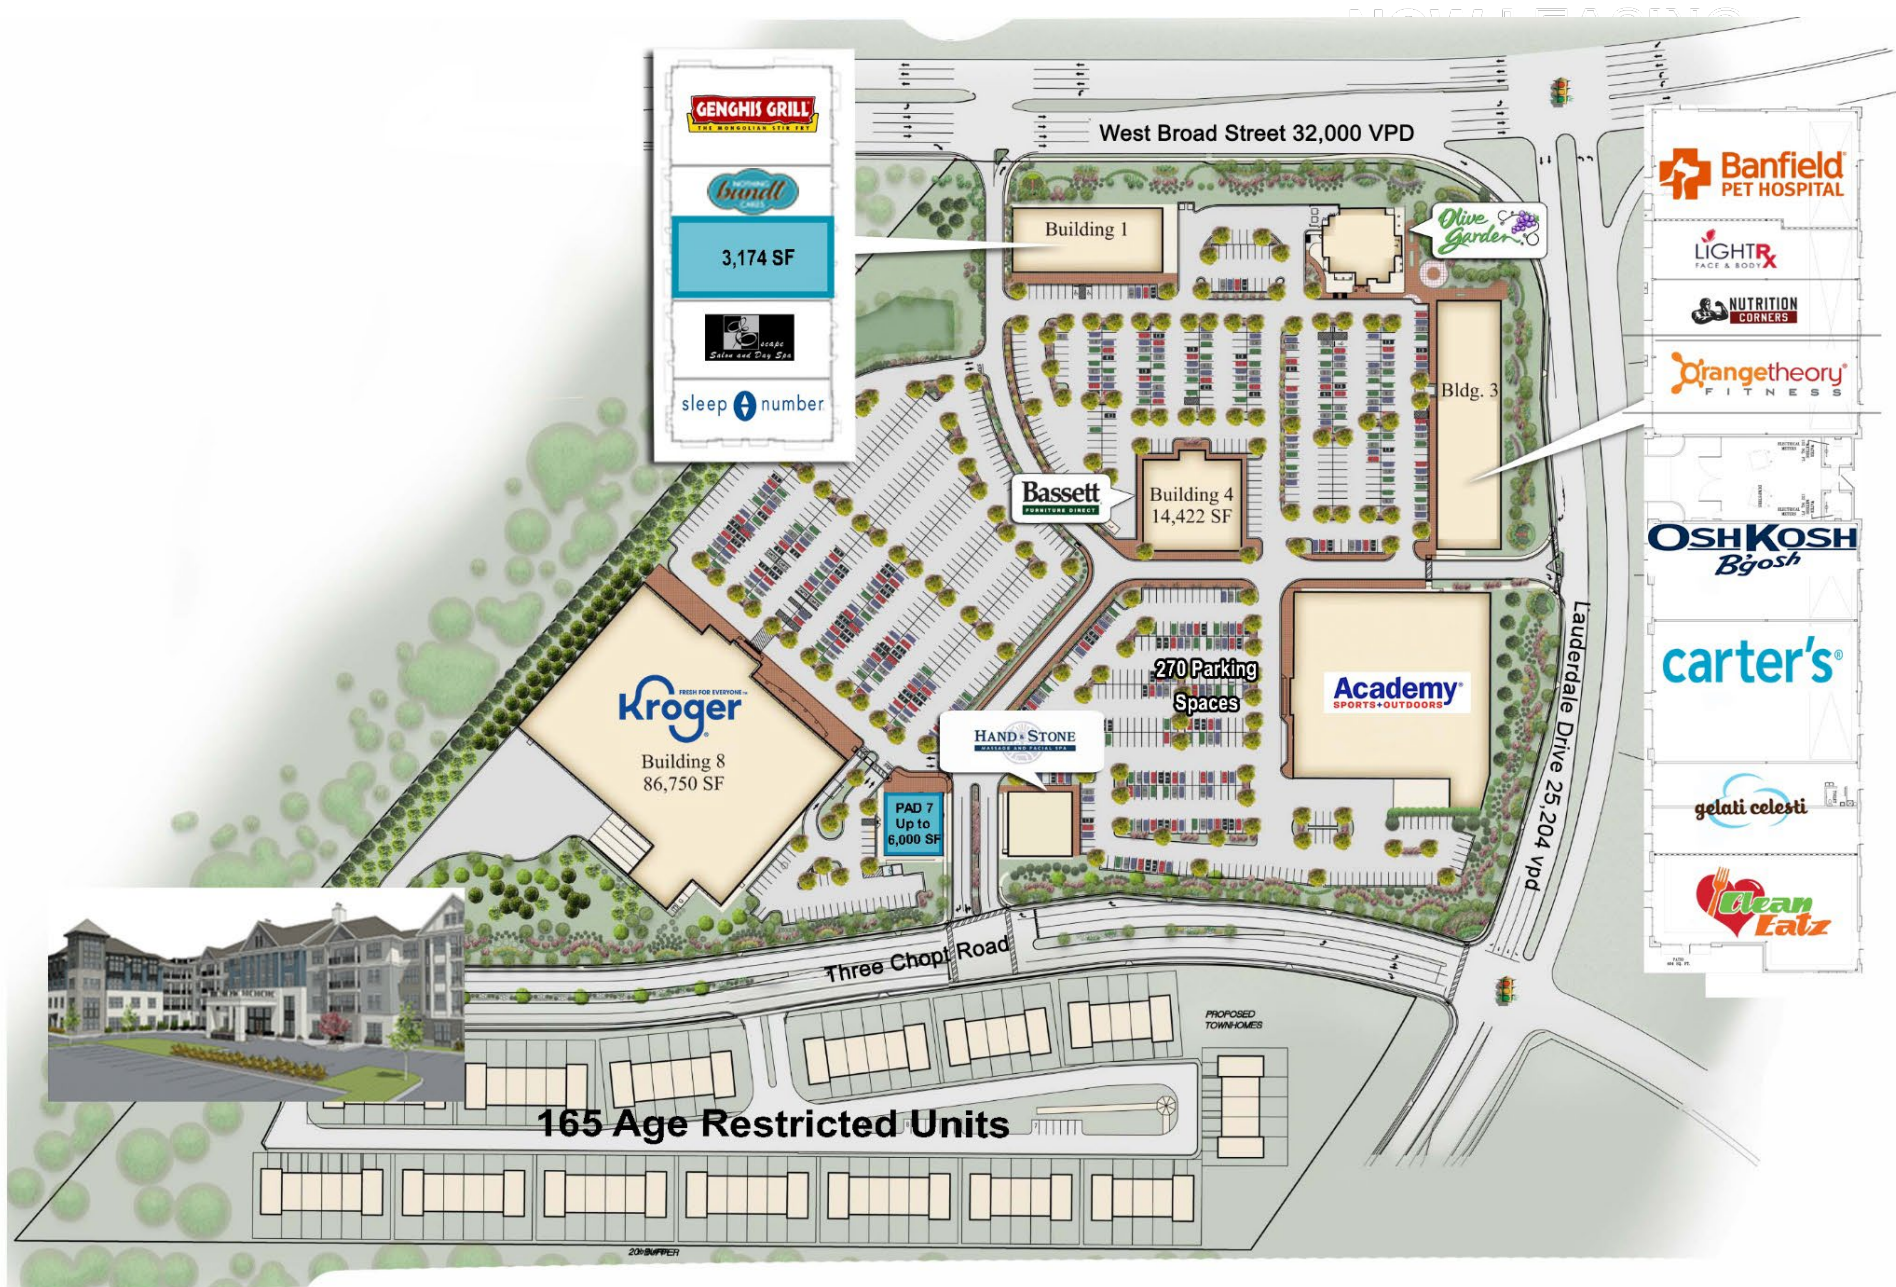 GENGHIS GRILL
THE MONGOLIAN STIR FRY
NOTHING
bundt
CAKES
3,174 SF
Escape
Salon and Day Spa
sleep number
West Broad Street 32,000 VPD
Building 1
Olive
Garden
Bldg. 3
Bassett
FURNITURE DIRECT
Building 4
14,422 SF
Banfield
PET HOSPITAL
LIGHTRX
FACE & BODY
NUTRITION
CORNERS
Orangetheory®
FITNESS
OSHKOSH
B'gosh
carter's®
gelati celesti
Clean
Eatz
Lauderdale Drive 25,204 vpd
FRESH FOR EVERYONE™
Kroger
Building 8
86,750 SF
270 Parking
Spaces
Academy
SPORTS+OUTDOORS
HAND & STONE
MASSAGE AND FACIAL SPA
PAD 7
Up to
6,000 SF
Three Chopt Road
PROPOSED
TOWNHOMES
165 Age Restricted Units